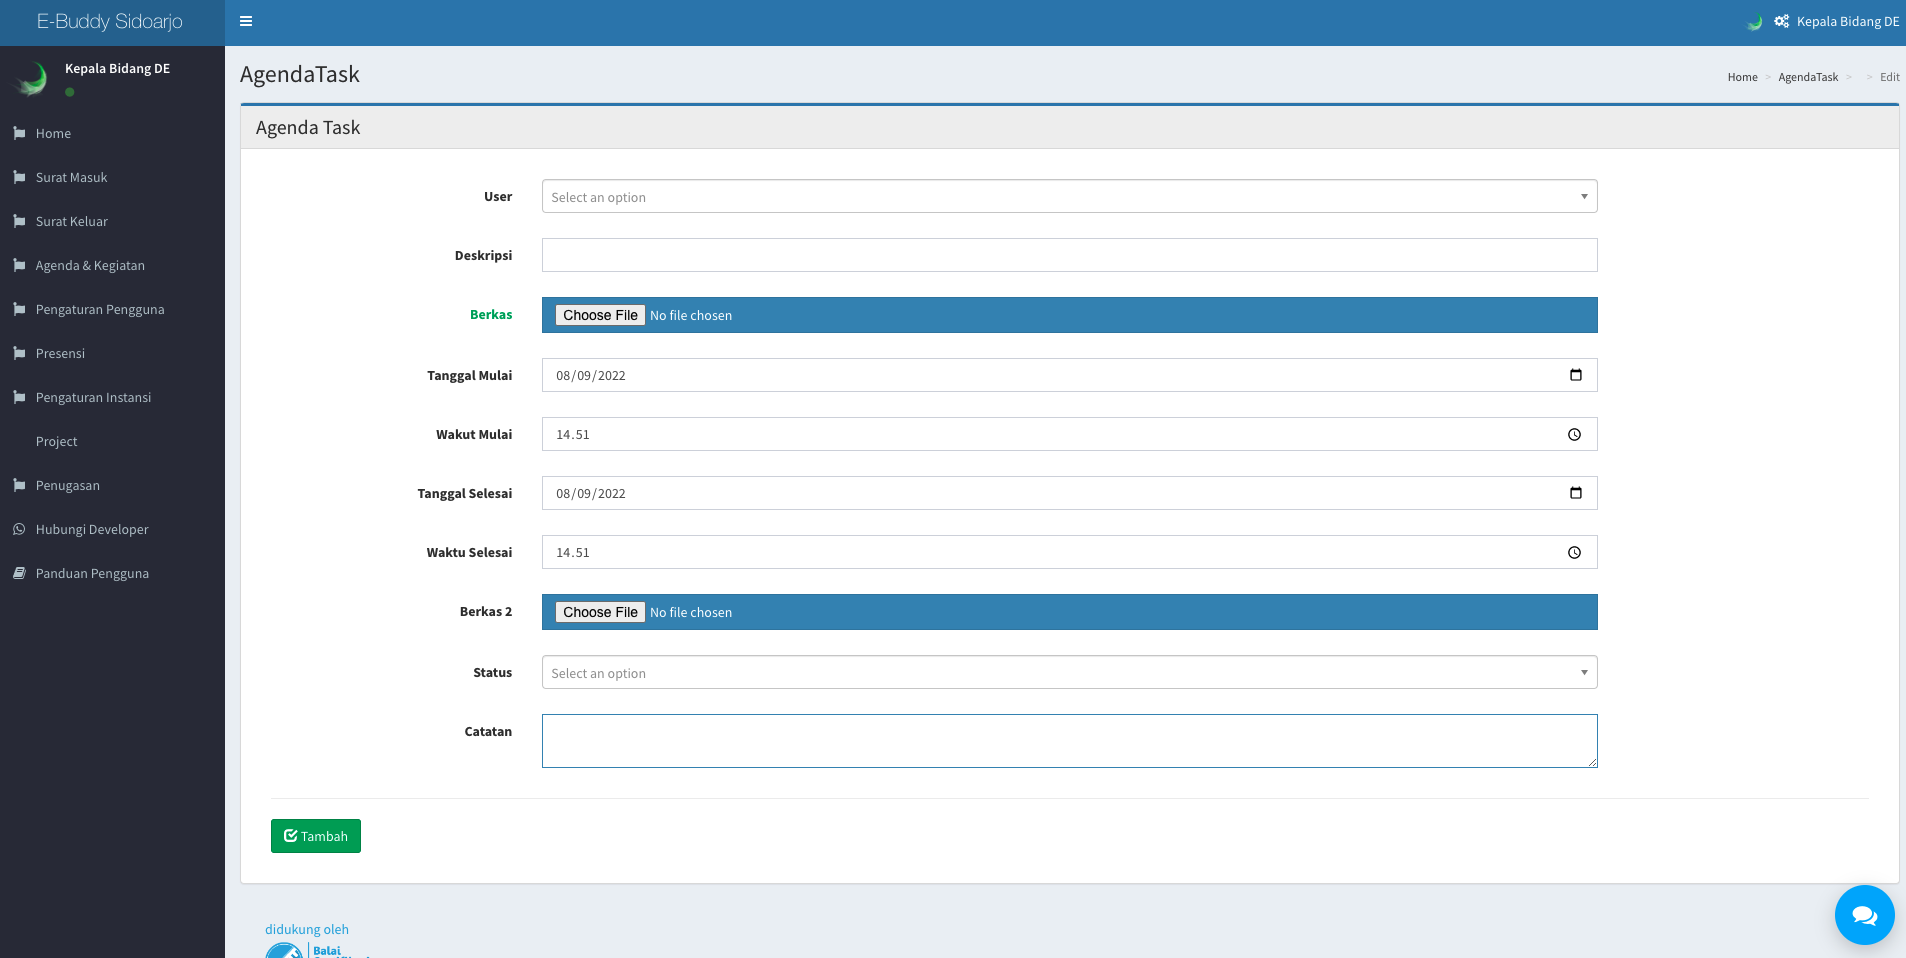 E-Buddy Sidoarjo
Kepala Bidang DE
Kepala Bidang DE
Home
Surat Masuk
Surat Keluar
Agenda & Kegiatan
Pengaturan Pengguna
Presensi
Pengaturan Instansi
Project
Penugasan
Hubungi Developer
Panduan Pengguna
AgendaTask
Home > AgendaTask > > Edit
Agenda Task
User Select an option
Deskripsi
Berkas Choose File No file chosen
Tanggal Mulai 08/09/2022
Wakut Mulai 14.51
Tanggal Selesai 08/09/2022
Waktu Selesai 14.51
Berkas 2 Choose File No file chosen
Status Select an option
Catatan
Tambah
didukung oleh
Balai